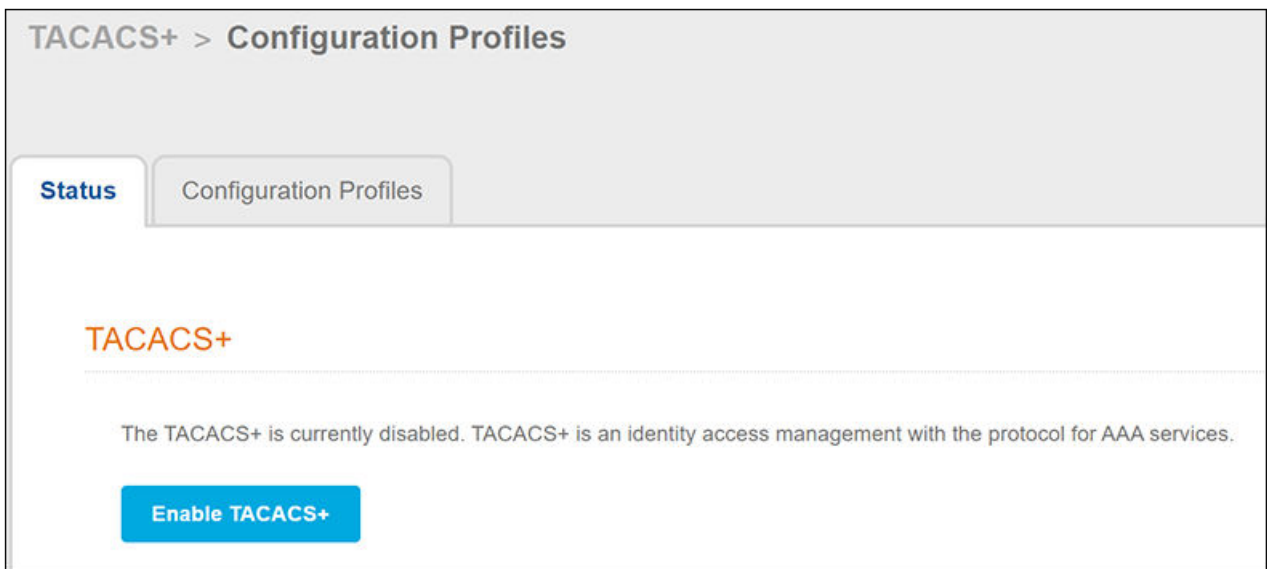 TACACS+ > Configuration Profiles
Status
Configuration Profiles
TACACS+
The TACACS+ is currently disabled. TACACS+ is an identity access management with the protocol for AAA services.
Enable TACACS+